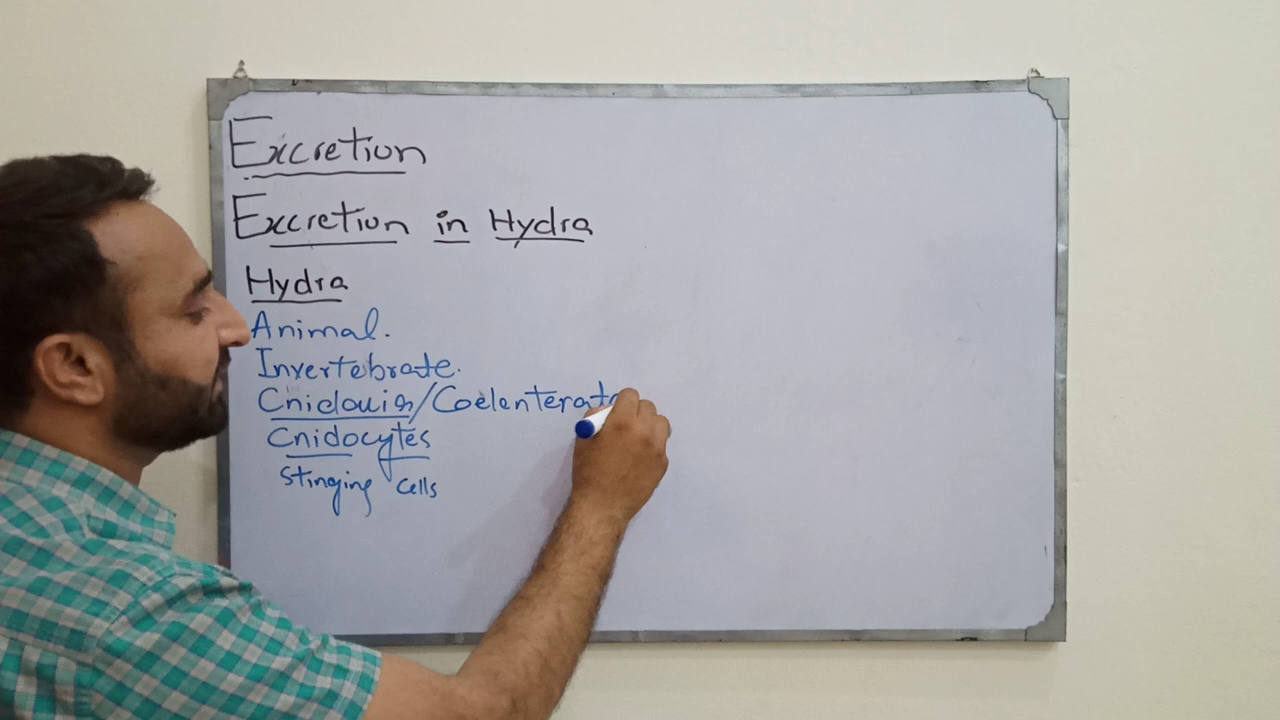 Excretion
Excretion in Hydra
Hydra
Animal.
Invertebrate.
Cnidaria/Coelenterata
Cnidocytes
Stinging cells